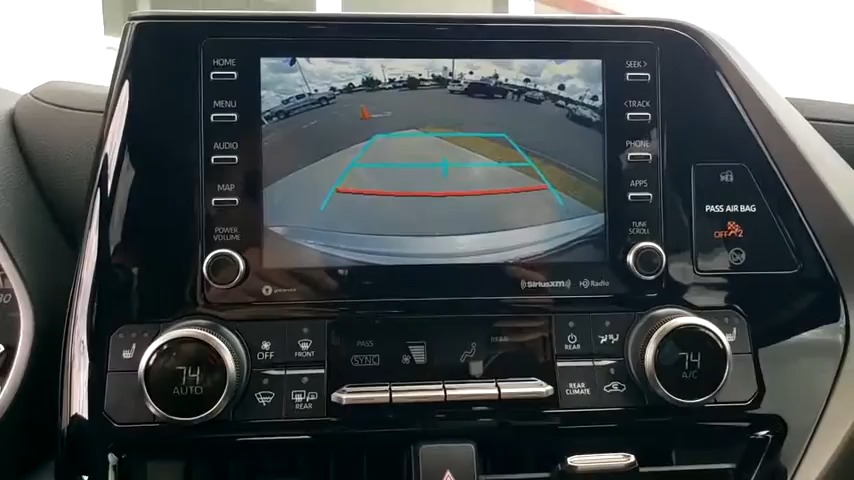 HOME
MENU
AUDIO
MAP
POWER
VOLUME
SEEK>
<TRACK
PHONE
APPS
TUNE
SCROLL
SiriusXM
HD Radio
PASS AIR BAG
OFF 2
74
AUTO
OFF
FRONT
REAR
PASS
SYNC
REAR
REAR
REAR
CLIMATE
74
A/C